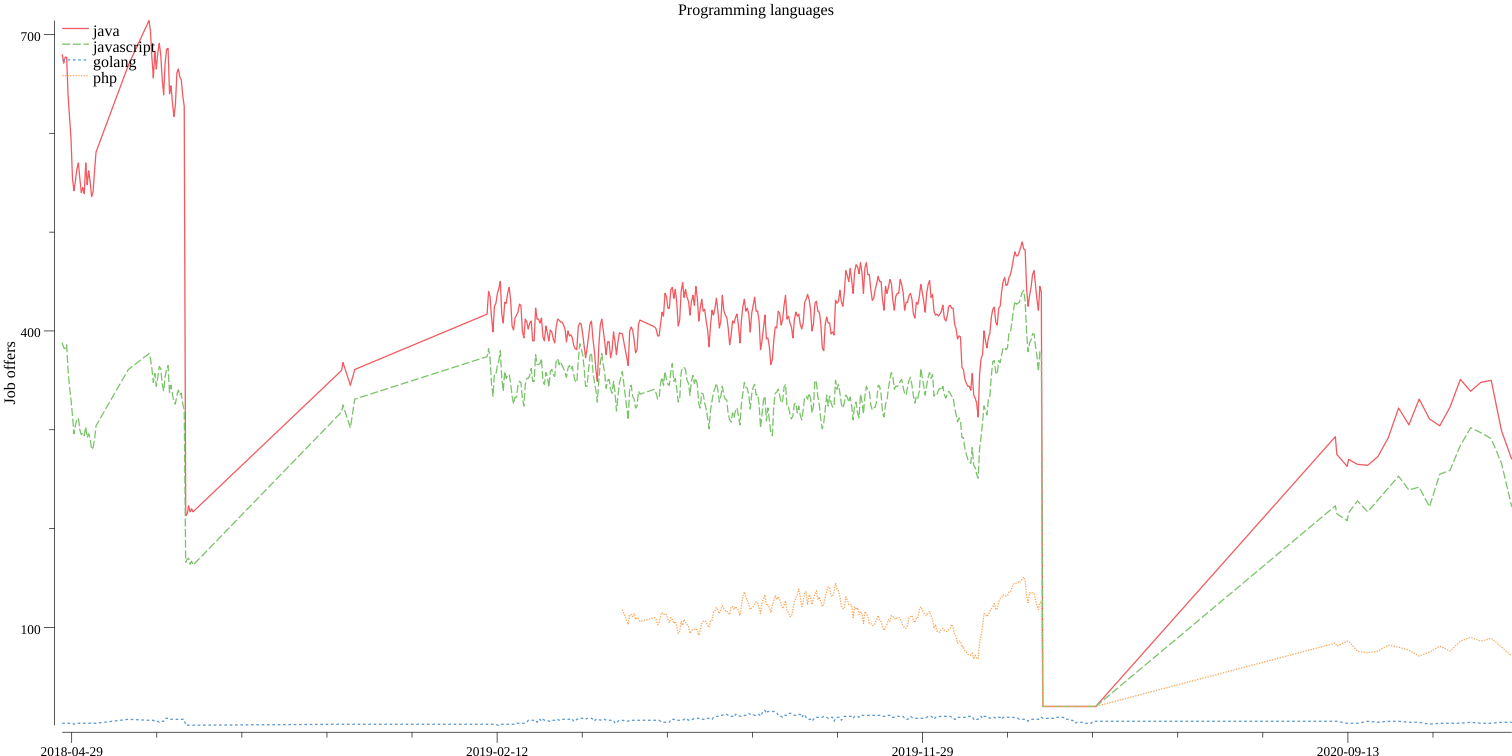 Programming languages
java
javascript
golang
php
700
400
100
Job offers
2018-04-29
2019-02-12
2019-11-29
2020-09-13